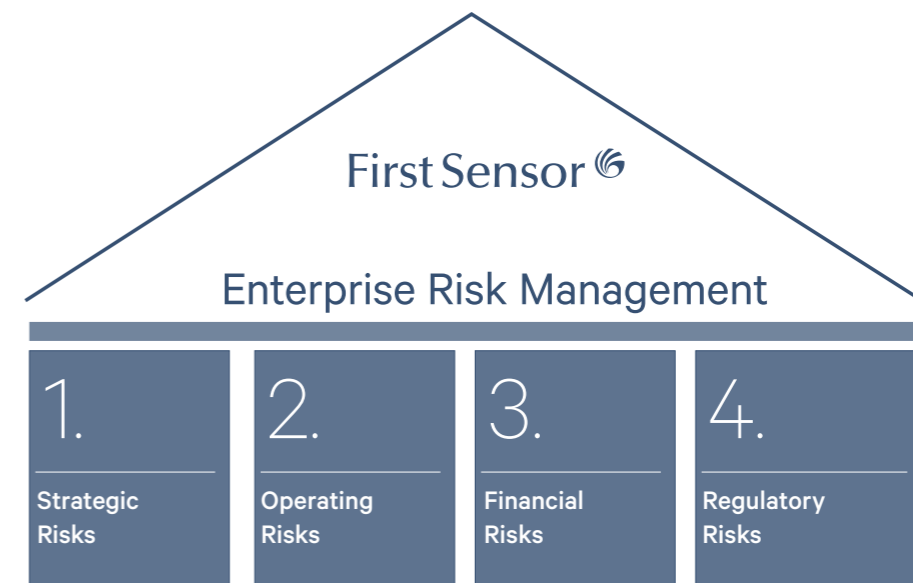 First Sensor
Enterprise Risk Management
1.
Strategic
Risks
2.
Operating
Risks
3.
Financial
Risks
4.
Regulatory
Risks